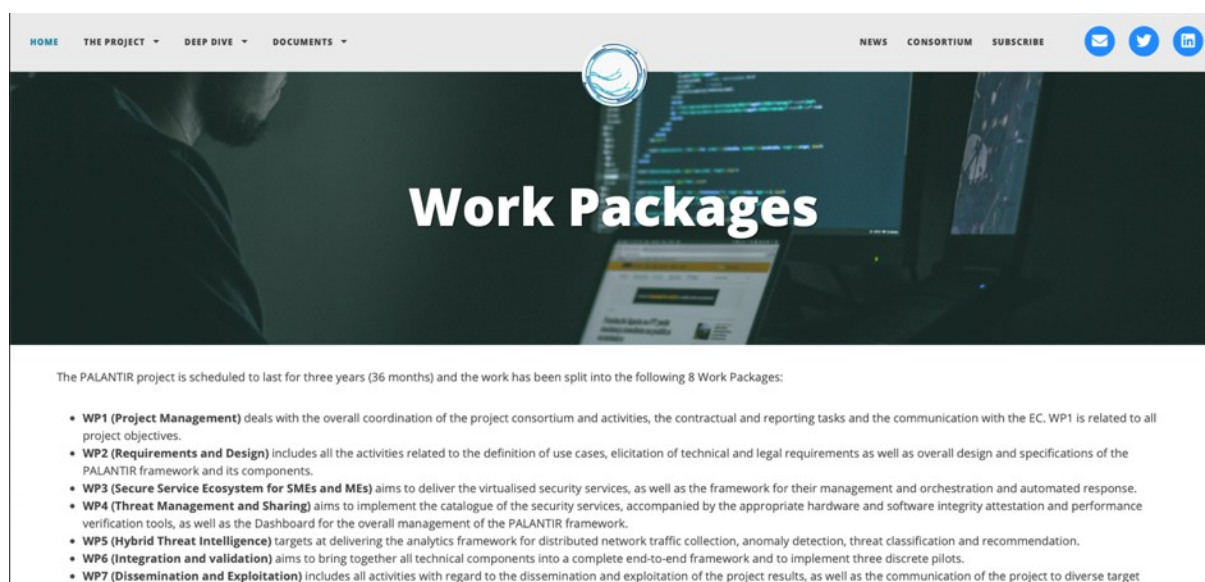 HOME THE PROJECT DEEP DIVE DOCUMENTS NEWS CONSORTIUM SUBSCRIBE in
Work Packages
The PALANTIR project is scheduled to last for three years (36 months) and the work has been split into the following 8 Work Packages:
• WP1 (Project Management) deals with the overall coordination of the project consortium and activities, the contractual and reporting tasks and the communication with the EC. WP1 is related to all
project objectives.
• WP2 (Requirements and Design) includes all the activities related to the definition of use cases, elicitation of technical and legal requirements as well as overall design and specifications of the
PALANTIR framework and its components.
• WP3 (Secure Service Ecosystem for SMEs and MEs) aims to deliver the virtualised security services, as well as the framework for their management and orchestration and automated response.
• WP4 (Threat Management and Sharing) aims to implement the catalogue of the security services, accompanied by the appropriate hardware and software integrity attestation and performance
verification tools, as well as the Dashboard for the overall management of the PALANTIR framework.
• WP5 (Hybrid Threat Intelligence) targets at delivering the analytics framework for distributed network traffic collection, anomaly detection, threat classification and recommendation.
• WP6 (Integration and validation) aims to bring together all technical components into a complete end-to-end framework and to implement three discrete pilots.
• WP7 (Dissemination and Exploitation) includes all activities with regard to the dissemination and exploitation of the project results, as well as the communication of the project to diverse target